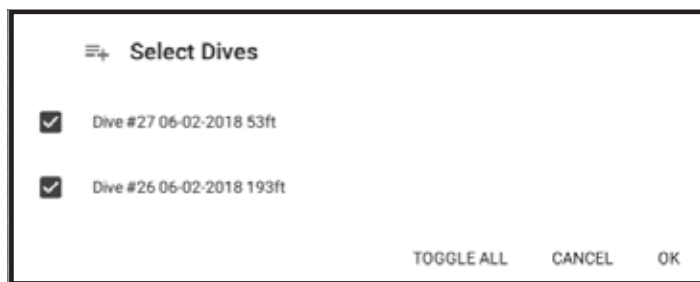 Select Dives
Dive #27 06-02-2018 53ft
Dive #26 06-02-2018 193ft
TOGGLE ALL CANCEL OK